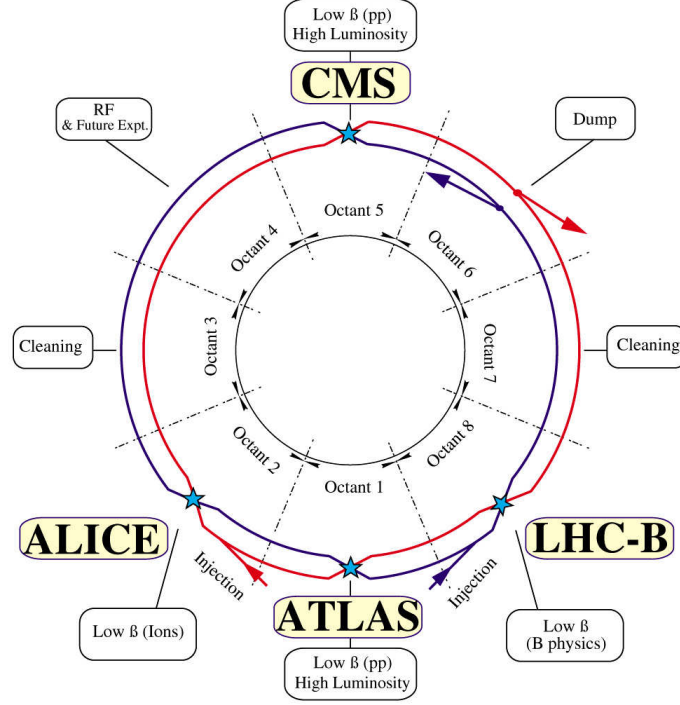 Low ß (pp)
High Luminosity
CMS
RF
& Future Expt.
Dump
Octant 5
Octant 4
Octant 6
Octant 3
Octant 7
Cleaning
Cleaning
Octant 2
Octant 8
Octant 1
ALICE
LHC-B
Injection
Injection
ATLAS
Low ß (Ions)
Low ß
(B physics)
Low ß (pp)
High Luminosity